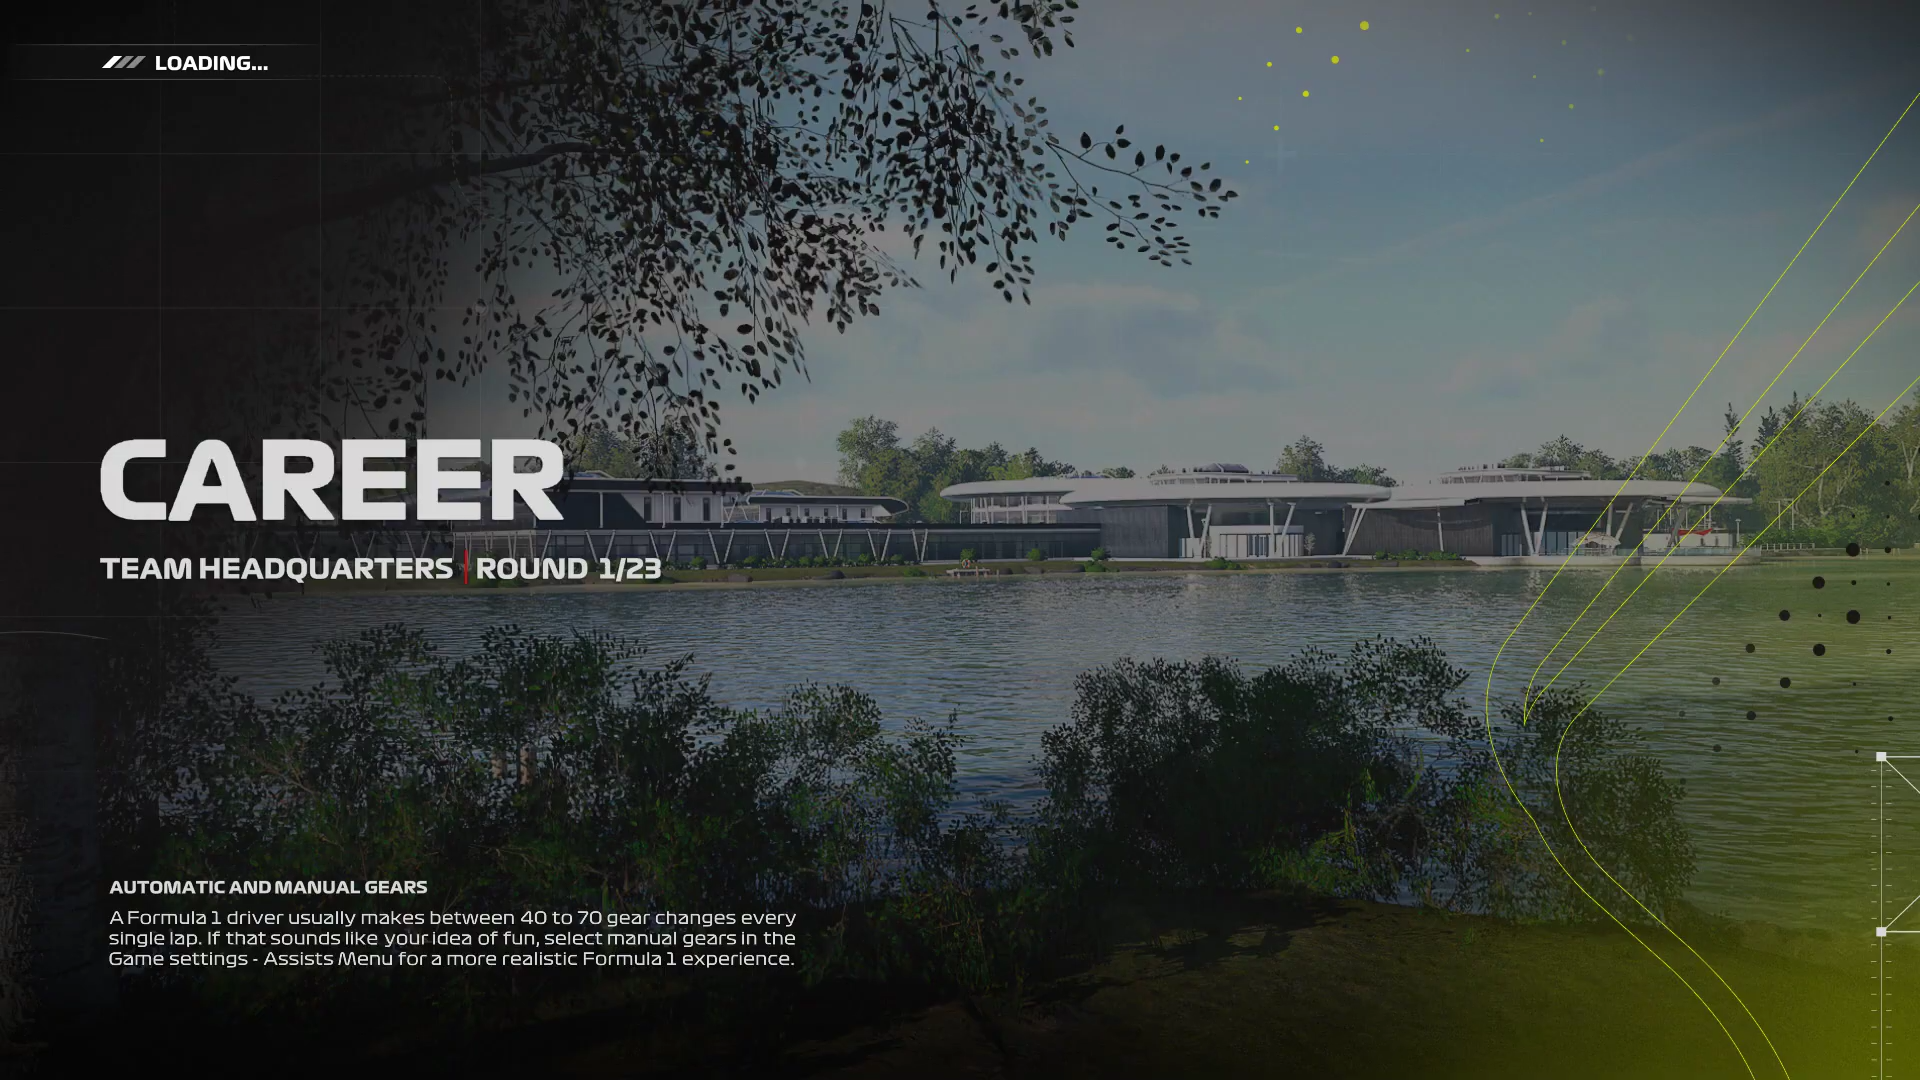 LOADING...
CAREER
TEAM HEADQUARTERS | ROUND 1/23
AUTOMATIC AND MANUAL GEARS
A Formula 1 driver usually makes between 40 to 70 gear changes every
single lap. If that sounds like your idea of fun, select manual gears in the
Game settings - Assists Menu for a more realistic Formula 1 experience.